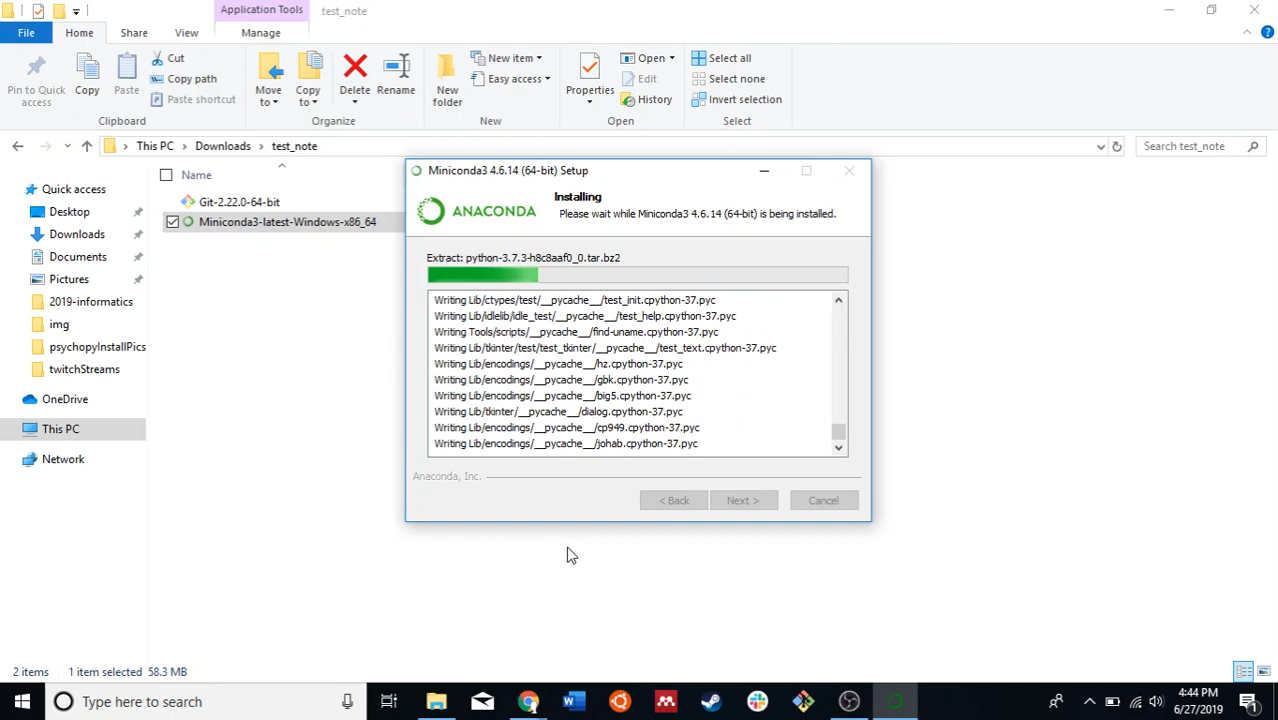 Application Tools
test_note
File
Home
Share
View
Manage
Pin to Quick
access
Copy
Paste
Cut
Copy path
Paste shortcut
Move
to
Copy
to
Delete
Rename
New
folder
New item
Easy access
Properties
Open
Edit
History
Select all
Select none
Invert selection
Clipboard
Organize
New
Open
Select
This PC
Downloads
test_note
Search test_note
Name
Git-2.22.0-64-bit
Miniconda3-latest-Windows-x86_64
Quick access
Desktop
Downloads
Documents
Pictures
2019-informatics
img
psychopyInstallPics
twitchStreams
OneDrive
This PC
Network
Miniconda3 4.6.14 (64-bit) Setup
ANACONDA
Installing
Please wait while Miniconda3 4.6.14 (64-bit) is being installed.
Extract: python-3.7.3-h8c8aaf0_0.tar.bz2
Writing Lib/ctypes/test/__pycache__/test_init.cpython-37.pyc
Writing Lib/idlelib/idle_test/__pycache__/test_help.cpython-37.pyc
Writing Tools/scripts/__pycache__/find-uname.cpython-37.pyc
Writing Lib/tkinter/test/test_tkinter/__pycache__/test_text.cpython-37.pyc
Writing Lib/encodings/__pycache__/hz.cpython-37.pyc
Writing Lib/encodings/__pycache__/gbk.cpython-37.pyc
Writing Lib/encodings/__pycache__/big5.cpython-37.pyc
Writing Lib/tkinter/__pycache__/dialog.cpython-37.pyc
Writing Lib/encodings/__pycache__/cp949.cpython-37.pyc
Writing Lib/encodings/__pycache__/johab.cpython-37.pyc
Anaconda, Inc.
< Back
Next >
Cancel
2 items
1 item selected 58.3 MB
Type here to search
4:44 PM
6/27/2019
1